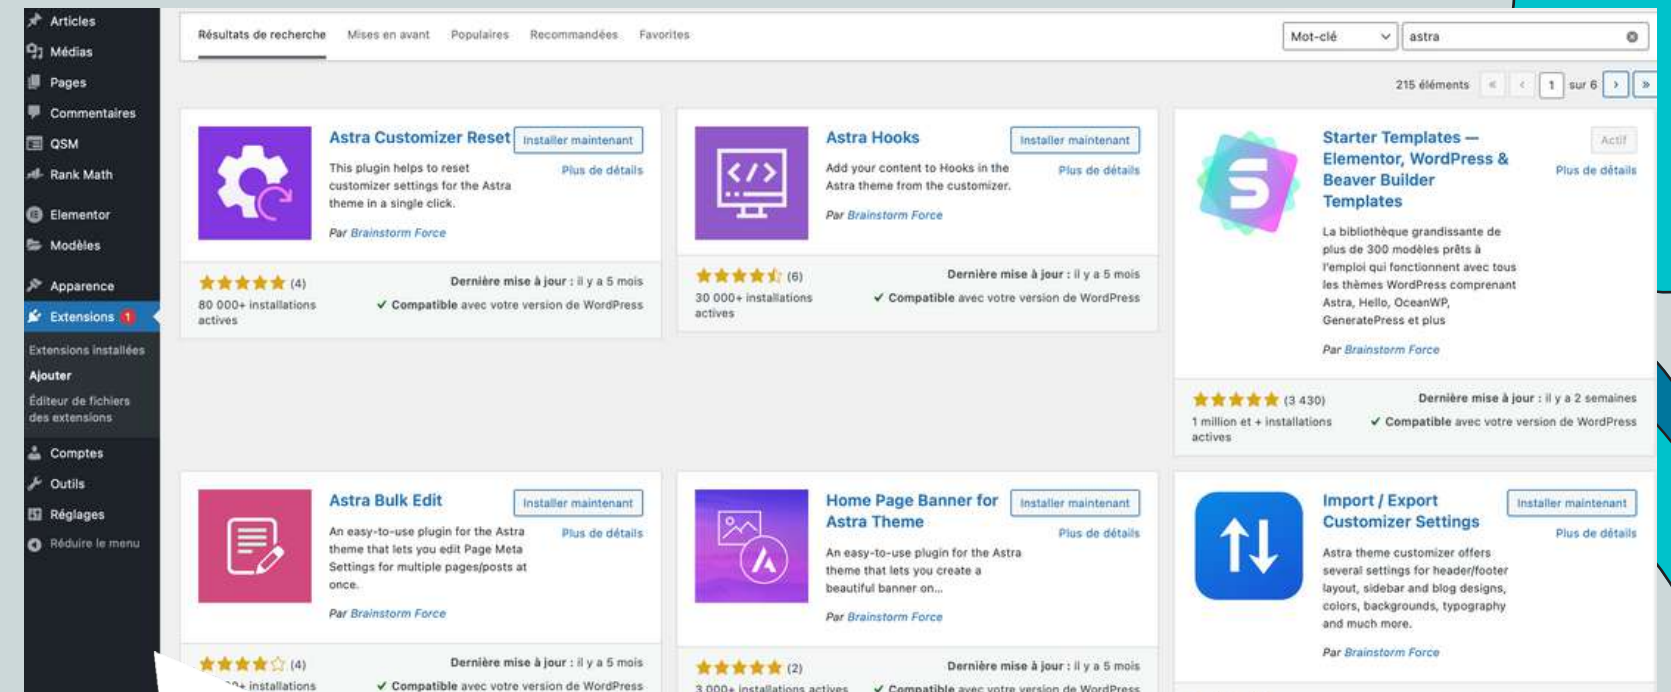 Articles
Médias
Pages
Commentaires
QSM
Rank Math
Elementor
Modèles
Apparence
Extensions 1
Extensions installées
Ajouter
Éditeur de fichiers
des extensions
Comptes
Outils
Réglages
Réduire le menu
Résultats de recherche Mises en avant Populaires Recommandées Favorites
Mot-clé astra
215 éléments « ‹ 1 sur 6 › »
Astra Customizer Reset
Installer maintenant
Plus de détails
This plugin helps to reset
customizer settings for the Astra
theme in a single click.
Par Brainstorm Force
(4)
80 000+ installations
actives
Dernière mise à jour : il y a 5 mois
✓ Compatible avec votre version de WordPress
Astra Hooks
Installer maintenant
Plus de détails
Add your content to Hooks in the
Astra theme from the customizer.
Par Brainstorm Force
(6)
30 000+ installations
actives
Dernière mise à jour : il y a 5 mois
✓ Compatible avec votre version de WordPress
Starter Templates —
Elementor, WordPress &
Beaver Builder
Templates
Actif
Plus de détails
La bibliothèque grandissante de
plus de 300 modèles prêts à
l'emploi qui fonctionnent avec tous
les thèmes WordPress comprenant
Astra, Hello, OceanWP,
GeneratePress et plus
Par Brainstorm Force
(3 430)
1 million et + installations
actives
Dernière mise à jour : il y a 2 semaines
✓ Compatible avec votre version de WordPress
Astra Bulk Edit
Installer maintenant
Plus de détails
An easy-to-use plugin for the Astra
theme that lets you edit Page Meta
Settings for multiple pages/posts at
once.
Par Brainstorm Force
(4)
installations
Dernière mise à jour : il y a 5 mois
✓ Compatible avec votre version de WordPress
Home Page Banner for
Astra Theme
Installer maintenant
Plus de détails
An easy-to-use plugin for the Astra
theme that lets you create a
beautiful banner on...
Par Brainstorm Force
(2)
3 000+ installations actives
Dernière mise à jour : il y a 5 mois
✓ Compatible avec votre version de WordPress
Import / Export
Customizer Settings
Installer maintenant
Plus de détails
Astra theme customizer offers
several settings for header/footer
layout, sidebar and blog designs,
colors, backgrounds, typography
and much more.
Par Brainstorm Force